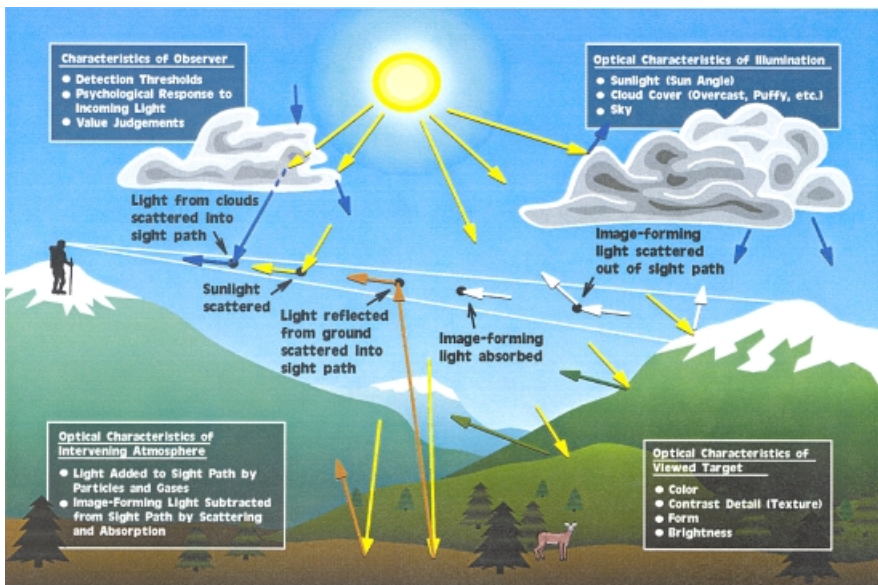 Characteristics of Observer
● Detection Thresholds
● Psychological Response to
Incoming Light
● Value Judgements
Optical Characteristics of Illumination
● Sunlight (Sun Angle)
● Cloud Cover (Overcast, Puffy, etc.)
● Sky
Light from clouds
scattered into
sight path
Sunlight
scattered
Light reflected
from ground
scattered into
sight path
Image-forming
light absorbed
Image-forming
light scattered
out of sight path
Optical Characteristics of
Intervening Atmosphere
● Light Added to Sight Path by
Particles and Gases
● Image-Forming Light Subtracted
from Sight Path by Scattering
and Absorption
Optical Characteristics of
Viewed Target
● Color
● Contrast Detail (Texture)
● Form
● Brightness